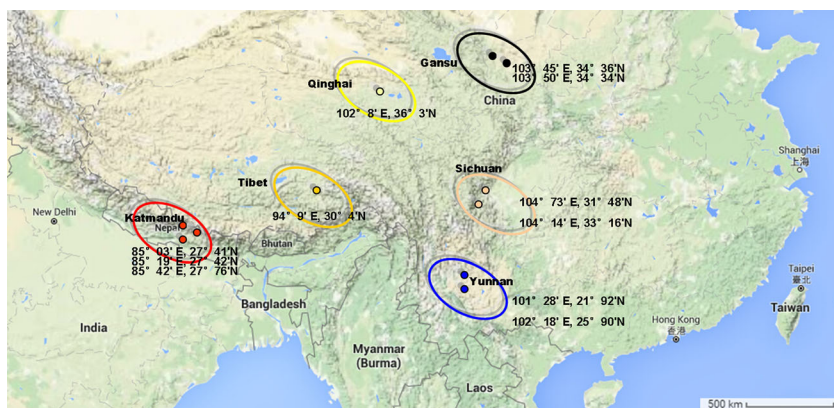 Gansu
103° 45' E, 34° 36'N
103° 50' E, 34° 34'N
China
Qinghai
102° 8' E, 36° 3'N
Shanghai
上海
Sichuan
Tibet
104° 73' E, 31° 48'N
94° 9' E, 30° 4'N
104° 14' E, 33° 16'N
New Delhi
Katmandu
Nepal
Bhutan
85° 03' E, 27° 41'N
85° 19' E, 27° 42'N
85° 42' E, 27° 76'N
Taipei
臺北
Yunnan
101° 28' E, 21° 92'N
102° 18' E, 25° 90'N
Bangladesh
Taiwan
India
Hong Kong
香港
Myanmar
(Burma)
Laos
500 km